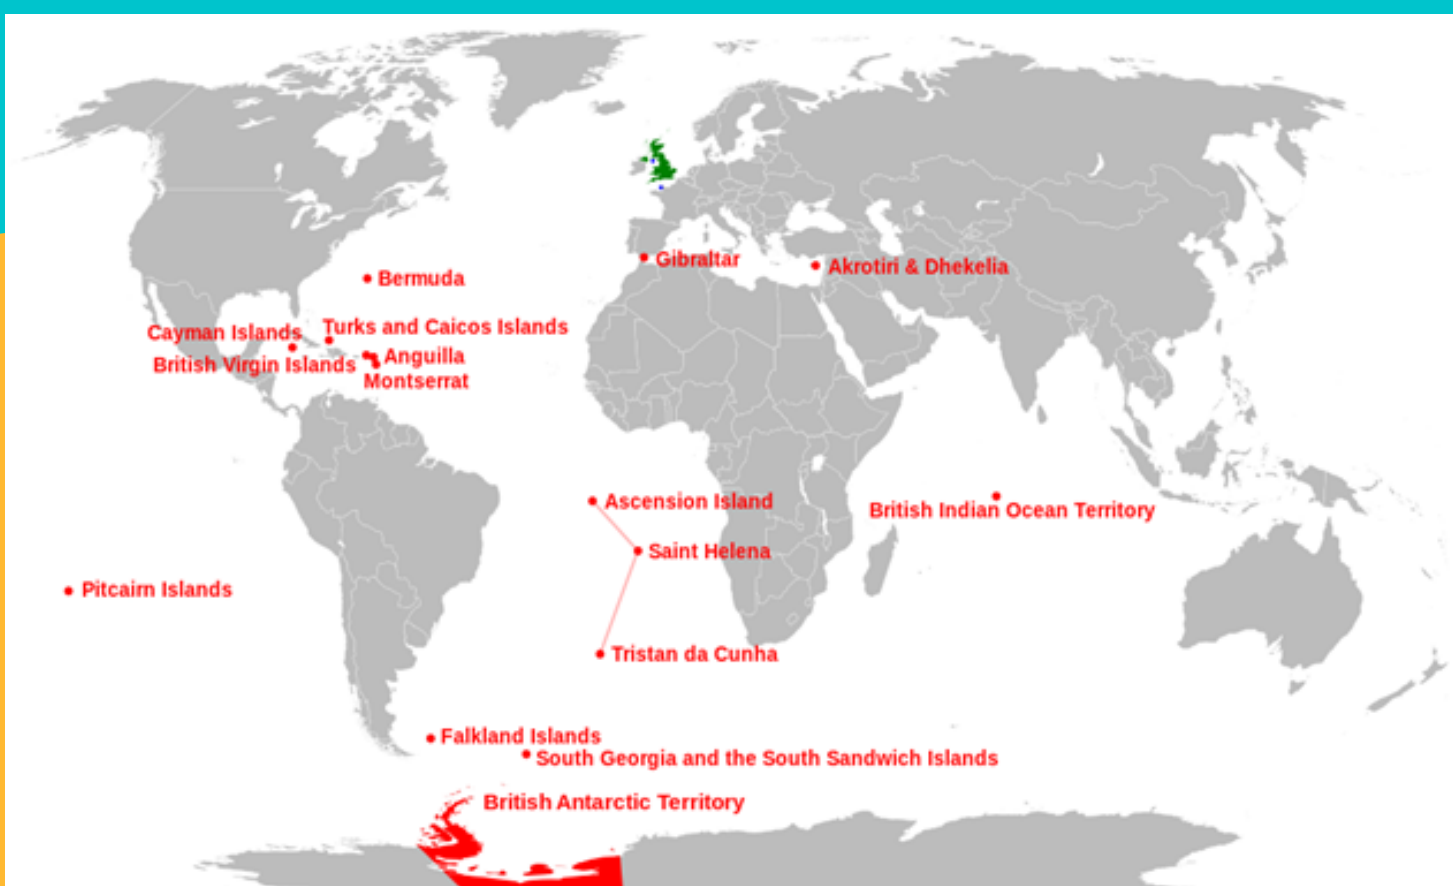 Gibraltar
Akrotiri & Dhekelia
Bermuda
Cayman Islands
Turks and Caicos Islands
British Virgin Islands
Anguilla
Montserrat
Ascension Island
British Indian Ocean Territory
Saint Helena
Pitcairn Islands
Tristan da Cunha
Falkland Islands
South Georgia and the South Sandwich Islands
British Antarctic Territory